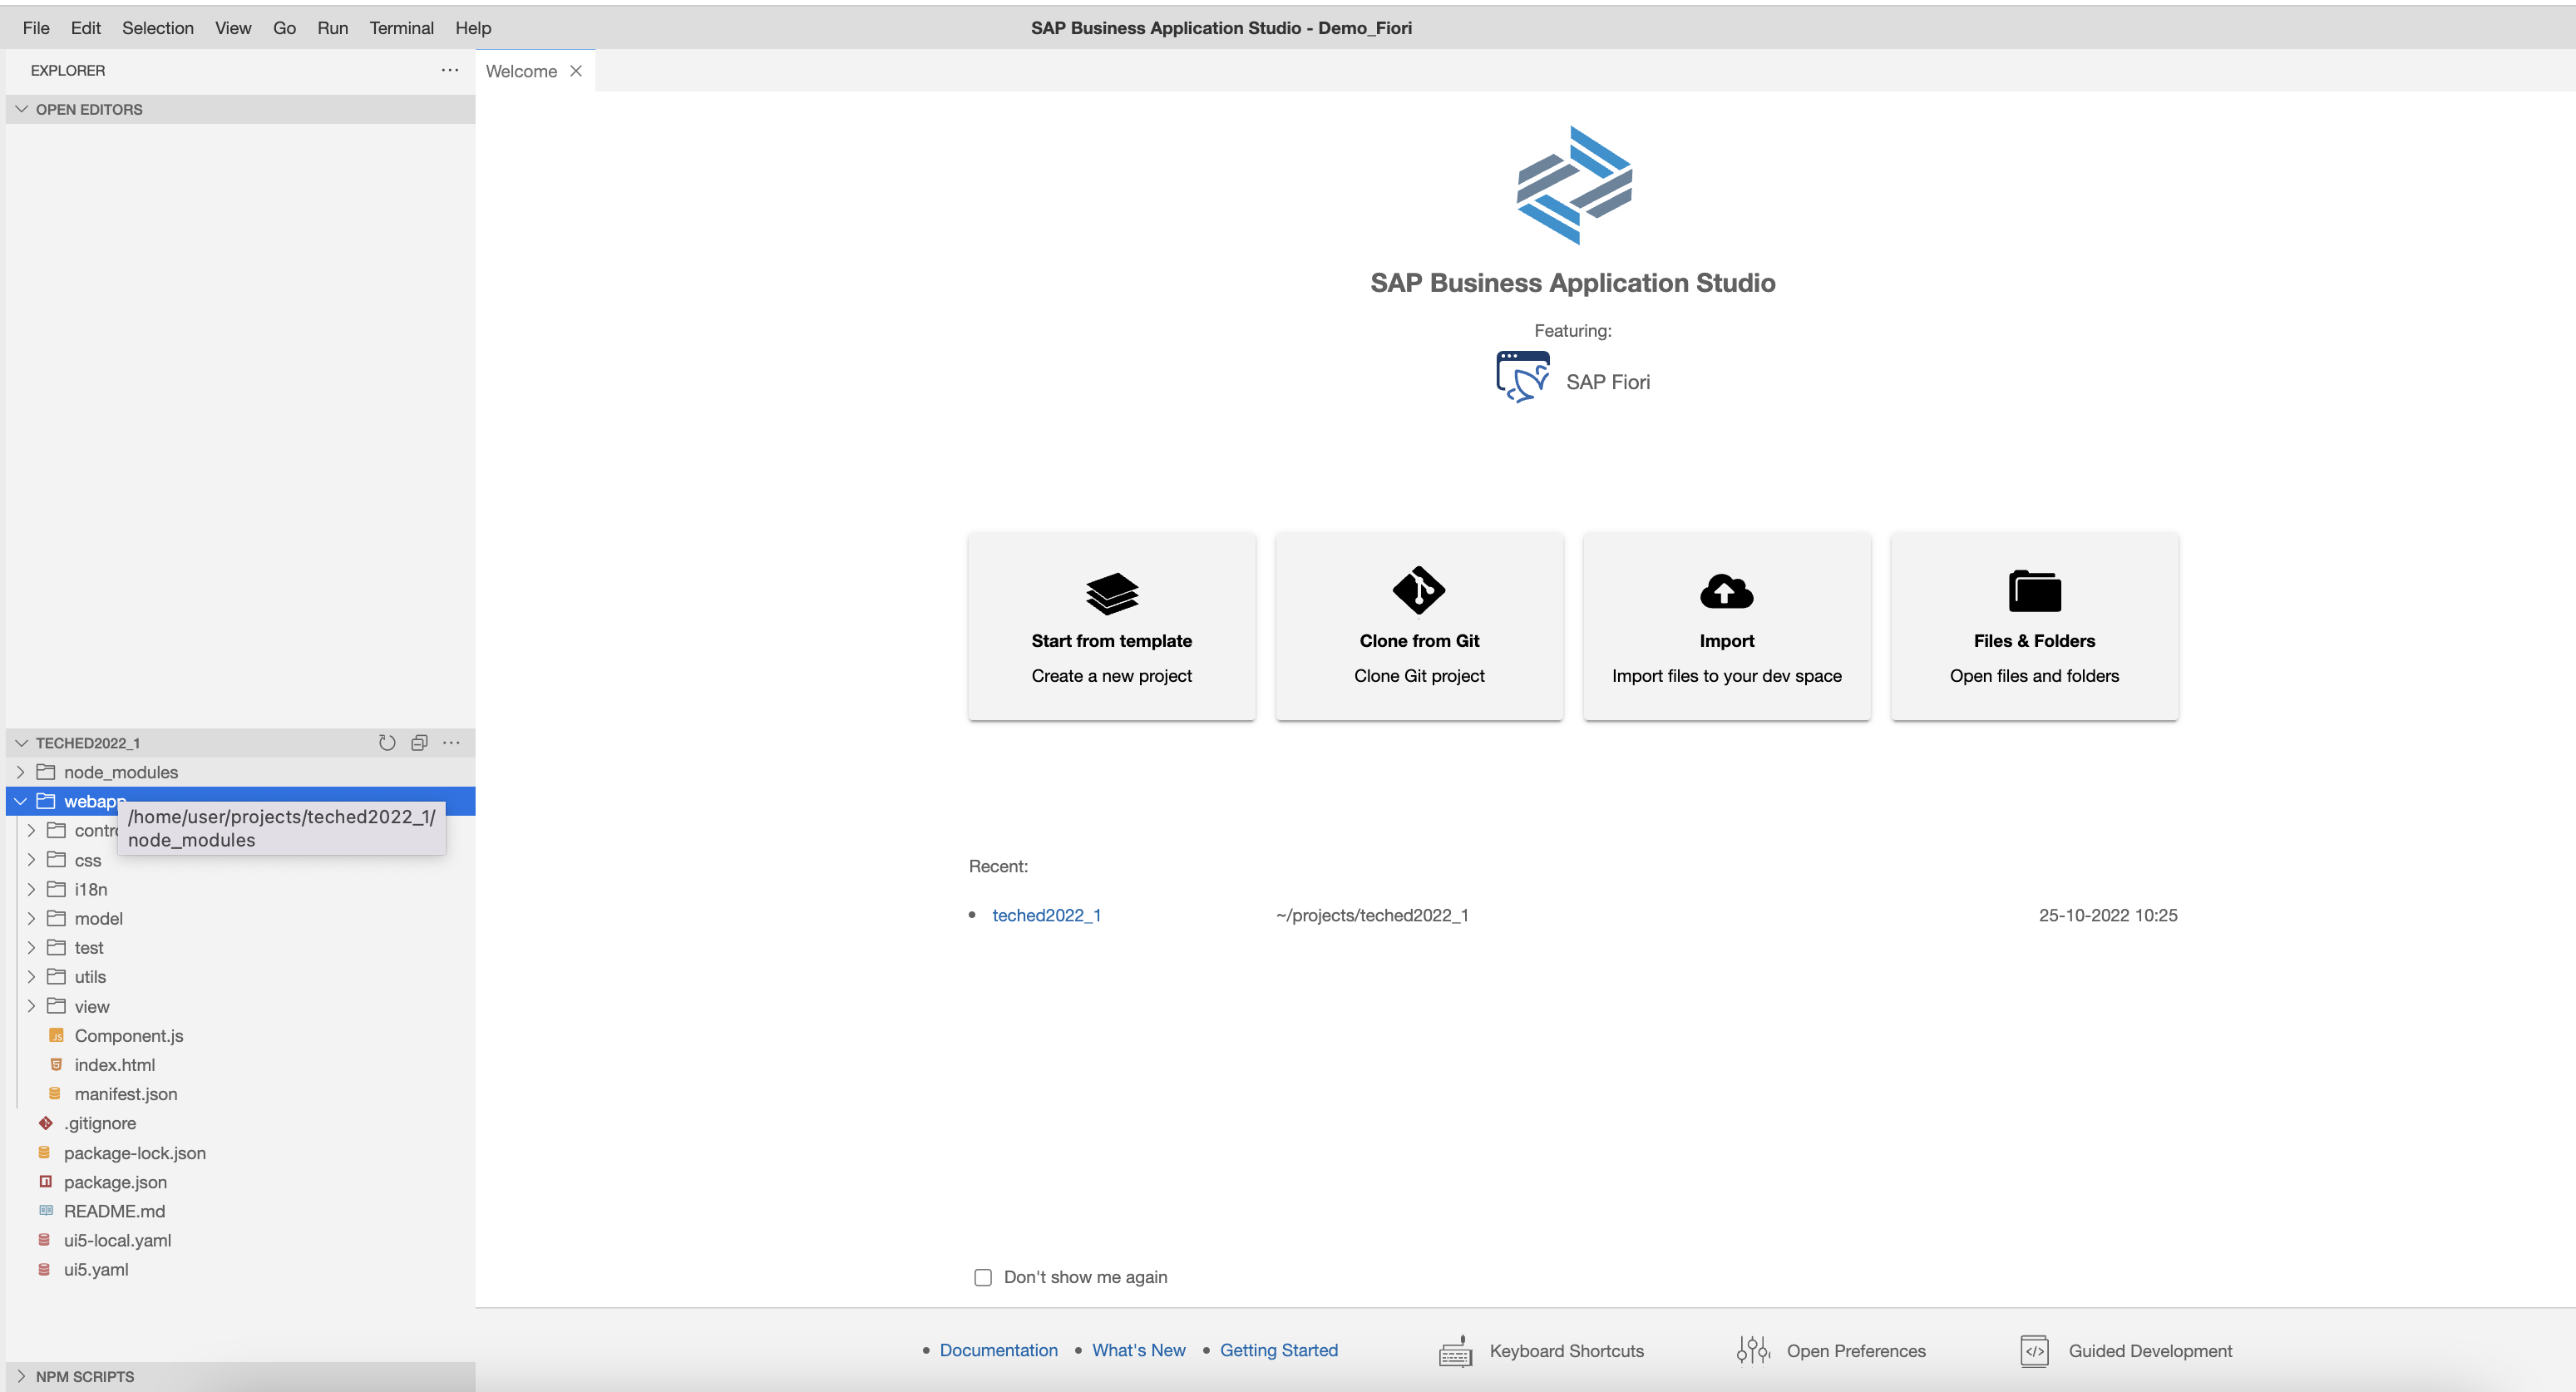 File Edit Selection View Go Run Terminal Help
SAP Business Application Studio - Demo_Fiori
EXPLORER
OPEN EDITORS
TECHED2022_1
node_modules
webapp
/home/user/projects/teched2022_1/
node_modules
css
i18n
model
test
utils
view
Component.js
index.html
manifest.json
.gitignore
package-lock.json
package.json
README.md
ui5-local.yaml
ui5.yaml
NPM SCRIPTS
Welcome
SAP Business Application Studio
Featuring:
SAP Fiori
Start from template
Create a new project
Clone from Git
Clone Git project
Import
Import files to your dev space
Files & Folders
Open files and folders
Recent:
• teched2022_1 ~/projects/teched2022_1 25-10-2022 10:25
Don't show me again
• Documentation • What's New • Getting Started Keyboard Shortcuts Open Preferences Guided Development